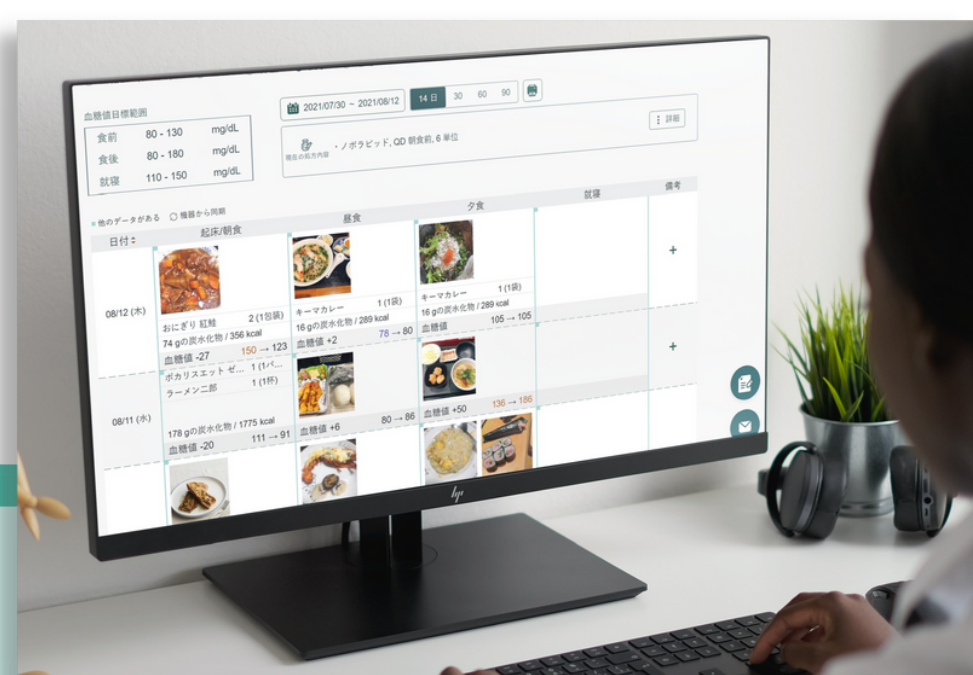 血糖値目標範囲
食前 80 - 130 mg/dL
食後 80 - 180 mg/dL
就寝 110 - 150 mg/dL
2021/07/30 ~ 2021/08/12 14 日 30 60 90
現在の処方内容 ・ノボラピッド, QD 朝食前, 6 単位
詳細
他のデータがある 機器から同期
日付 起床/朝食 昼食 夕食 就寝 備考
08/12 (木)
おにぎり 紅鮭 2 (1包装)
74 gの炭水化物 / 356 kcal
血糖値 -27 150 → 123
キーマカレー 1 (1袋)
16 gの炭水化物 / 289 kcal
血糖値 +2 78 → 80
キーマカレー 1 (1袋)
16 gの炭水化物 / 289 kcal
血糖値 105 → 105
+
08/11 (水)
ポカリスエット ゼ... 1 (1パ...
ラーメン二郎 1 (1杯)
178 gの炭水化物 / 1775 kcal
血糖値 -20 111 → 91
血糖値 +6 80 → 86
血糖値 +50 136 → 186
+
hp